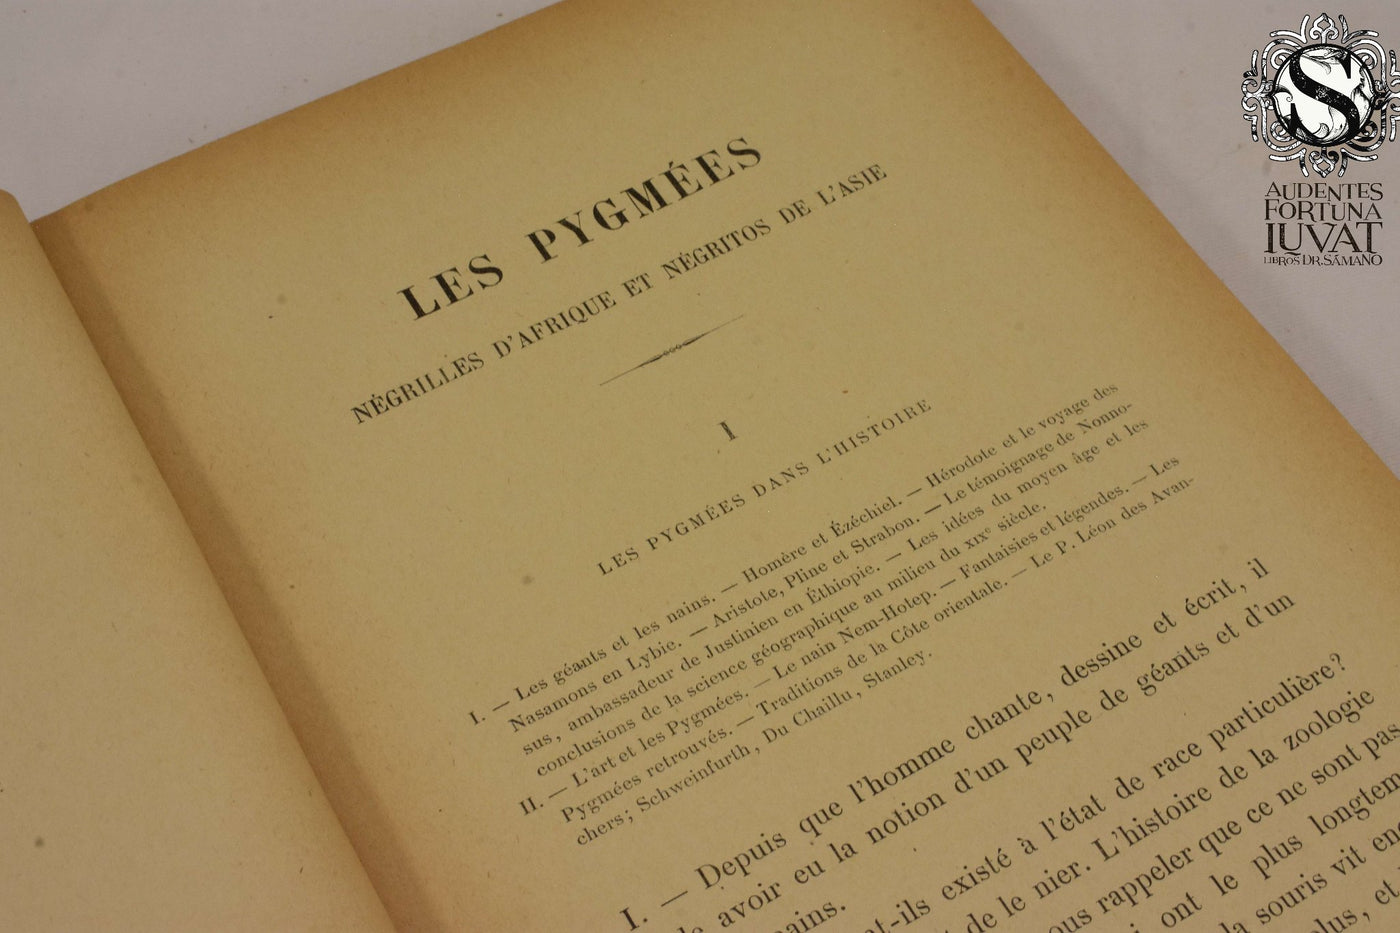 LES PYGMÉES
NÉGRILLES D'AFRIQUE ET NÉGRITOS DE L'ASIE
I
LES PYGMÉES DANS L'HISTOIRE
I. — Les géants et les nains. — Homère et Ézéchiel. — Hérodote et le voyage des
Nasamons en Lybie. — Aristote, Pline et Strabon. — Le témoignage de Nonno-
sus, ambassadeur de Justinien en Éthiopie. — Les idées du moyen âge et les
conclusions de la science géographique au milieu du XIXe siècle.
II. — L'art et les Pygmées. — Le nain Nem-Hotep. — Fantaisies et légendes. — Les
Pygmées retrouvés. — Traditions de la Côte orientale. — Le P. Léon des Avan-
chers; Schweinfurth, Du Chaillu, Stanley.
I. — Depuis que l'homme chante, dessine et écrit, il
avoir eu la notion d'un peuple de géants et d'un
existé à l'état de race particulière?
de le nier. L'histoire de la zoologie
rappeler que ce ne sont pas
ont le plus
la souris vit
plus, et
S
AUDENTES
FORTUNA
IUVAT
LIBROS DR. SÁMANO